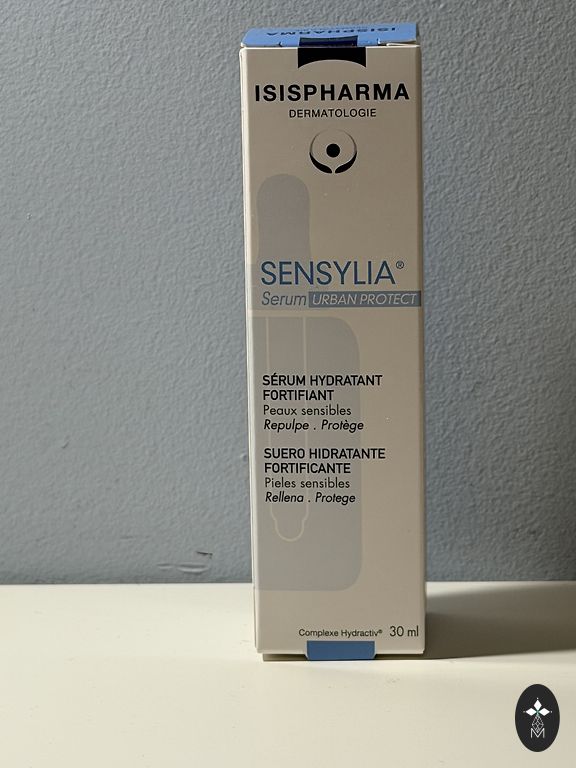 ISISPHARMA
ISISPHARMA
DERMATOLOGIE
SENSYLIA®
Serum URBAN PROTECT
SÉRUM HYDRATANT
FORTIFIANT
Peaux sensibles
Repulpe . Protège
SUERO HIDRATANTE
FORTIFICANTE
Pieles sensibles
Rellena . Protege
Complexe Hydractiv® 30 ml
M